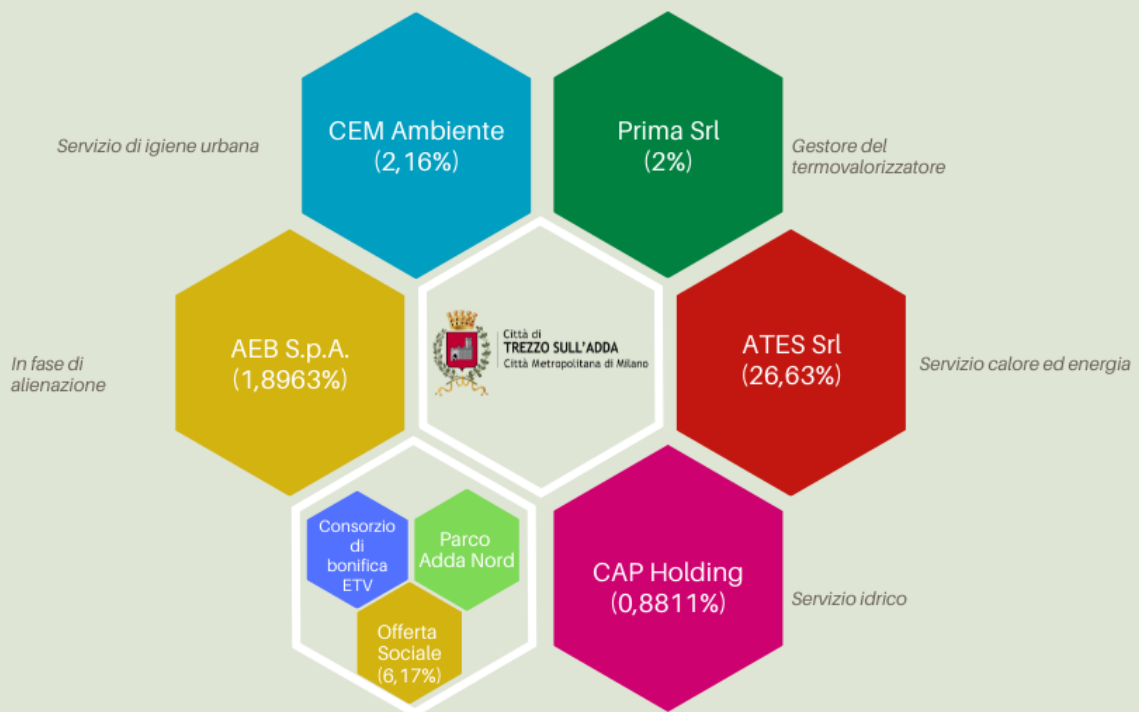 CEM Ambiente
(2,16%)
Prima Srl
(2%)
Servizio di igiene urbana
Gestore del
termovalorizzatore
AEB S.p.A.
(1,8963%)
Città di
TREZZO SULL'ADDA
Città Metropolitana di Milano
ATES Srl
(26,63%)
In fase di
alienazione
Servizio calore ed energia
Consorzio
di
bonifica
ETV
Parco
Adda Nord
Offerta
Sociale
(6,17%)
CAP Holding
(0,8811%)
Servizio idrico